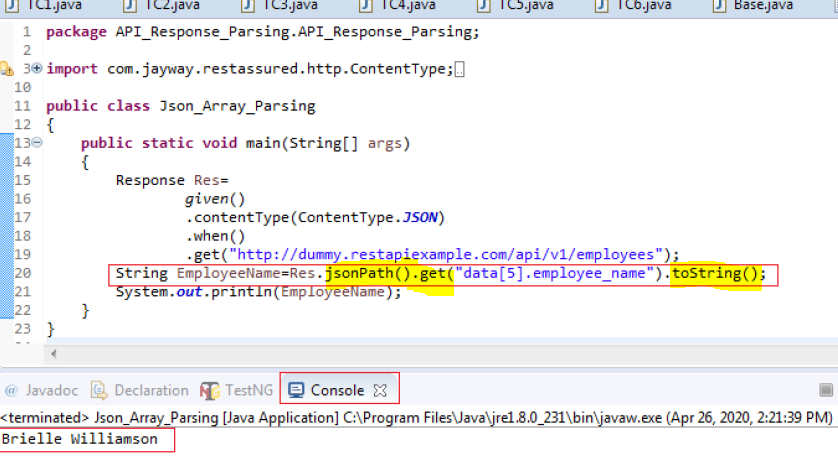 TC1.java TC2.java TC3.java TC4.java TC5.java TC6.java Base.java
1 package API_Response_Parsing.API_Response_Parsing;
2
3 import com.jayway.restassured.http.ContentType;
10
11 public class Json_Array_Parsing
12 {
13 public static void main(String[] args)
14 {
15 Response Res=
16 given()
17 .contentType(ContentType.JSON)
18 .when()
19 .get("http://dummy.restapiexample.com/api/v1/employees");
20 String EmployeeName=Res.jsonPath().get("data[5].employee_name").toString();
21 System.out.println(EmployeeName);
22 }
23 }
@ Javadoc Declaration TestNG Console
<terminated> Json_Array_Parsing [Java Application] C:\Program Files\Java\jre1.8.0_231\bin\javaw.exe (Apr 26, 2020, 2:21:39 PM)
Brielle Williamson